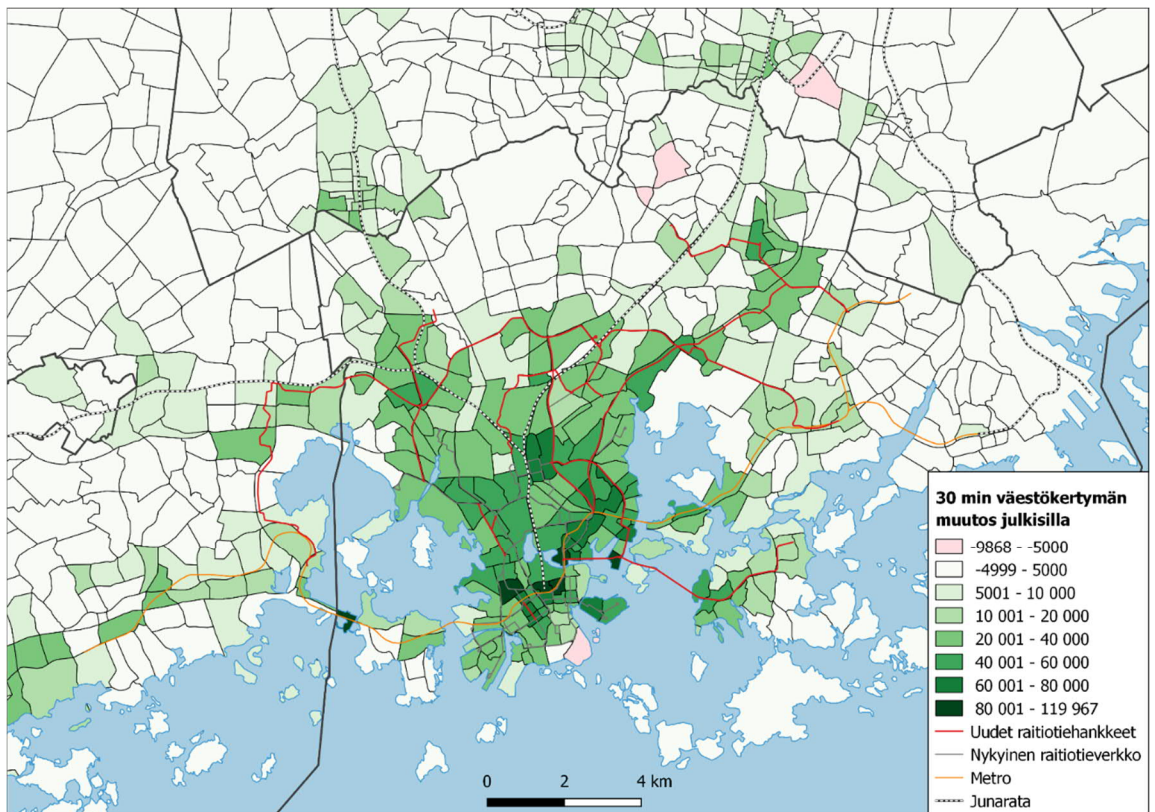 30 min väestökertymän
muutos julkisilla
-9868 - -5000
-4999 - 5000
5001 - 10 000
10 001 - 20 000
20 001 - 40 000
40 001 - 60 000
60 001 - 80 000
80 001 - 119 967
Uudet raitiotiehankkeet
Nykyinen raitiotieverkko
Metro
Junarata
0 2 4 km